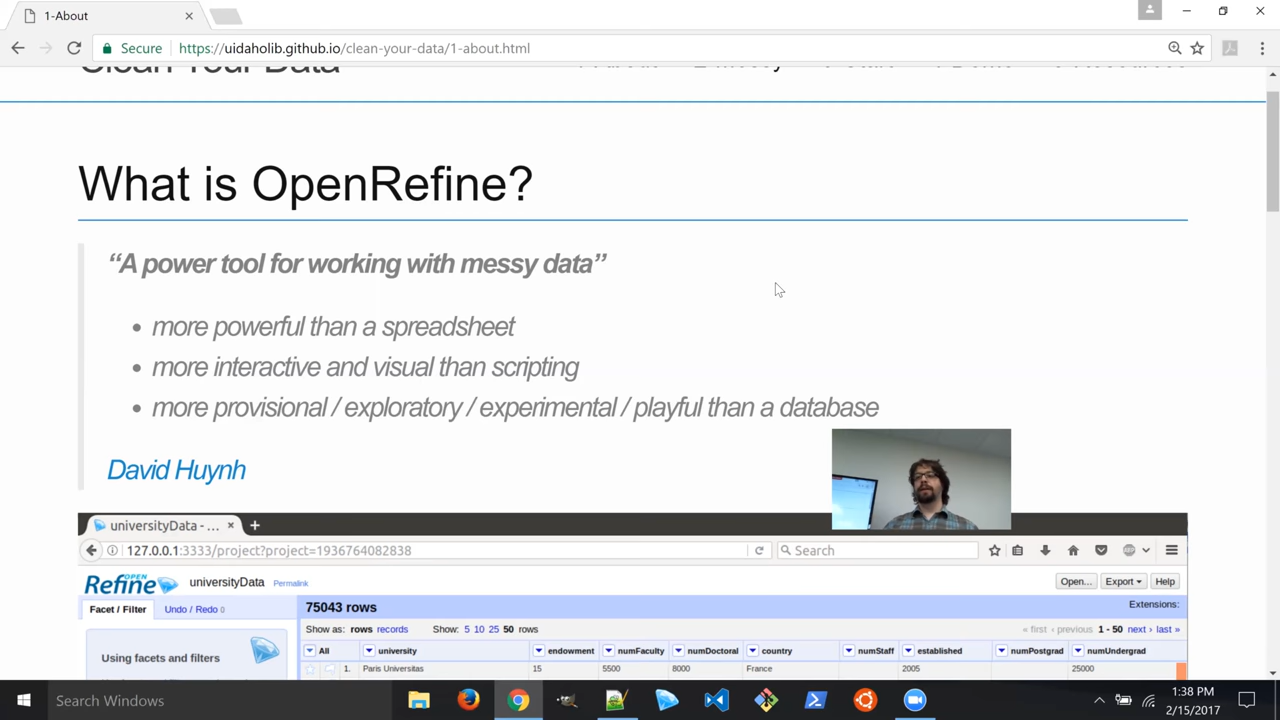 1-About
Secure https://uidaholib.github.io/clean-your-data/1-about.html
Clean Your Data
What is OpenRefine?
“A power tool for working with messy data”
• more powerful than a spreadsheet
• more interactive and visual than scripting
• more provisional / exploratory / experimental / playful than a database
David Huynh
universityData - ...
127.0.0.1:3333/project?project=1936764082838
Search
OPEN
Refine universityData Permalink
Open... Export Help
Facet / Filter Undo / Redo 0
75043 rows
Extensions:
Show as: rows records Show: 5 10 25 50 rows
« first ‹ previous 1 - 50 next › last »
Using facets and filters
All university endowment numFaculty numDoctoral country numStaff established numPostgrad numUndergrad
1. Paris Universitas 15 5500 8000 France 2005 25000
Search Windows
1:38 PM
2/15/2017